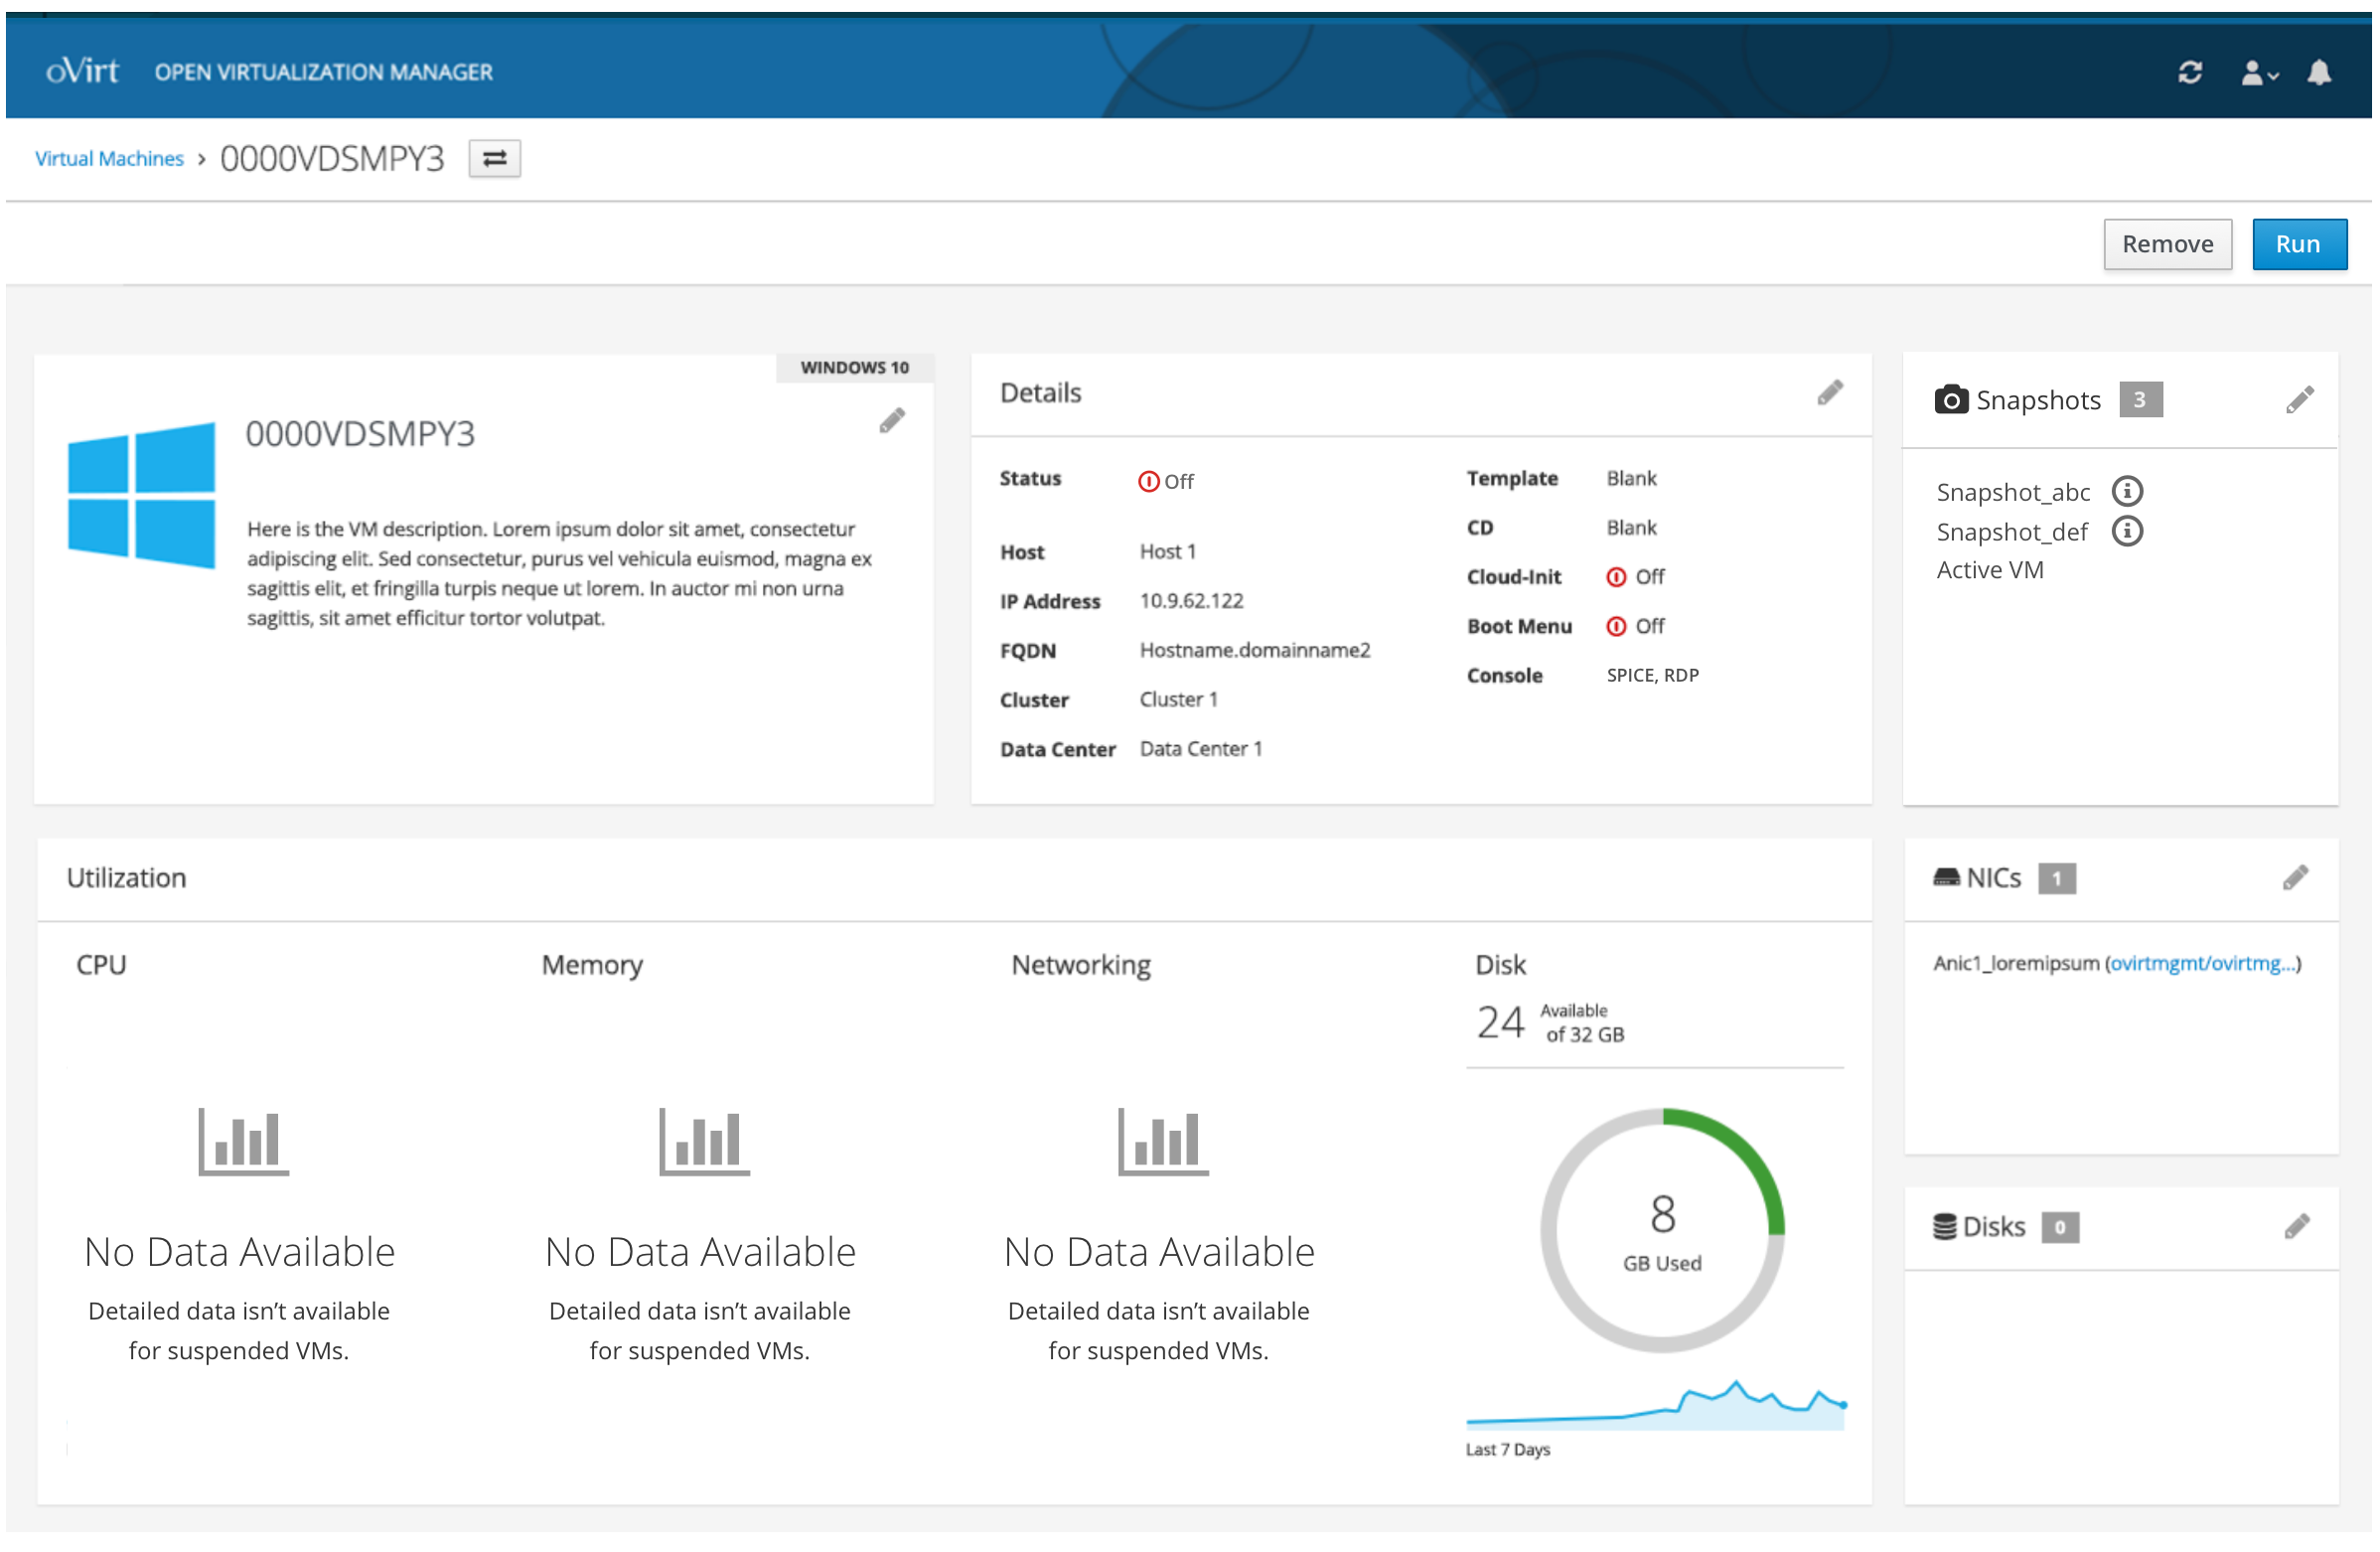 oVirt OPEN VIRTUALIZATION MANAGER
Virtual Machines > 0000VDSMPY3
Remove Run
WINDOWS 10
0000VDSMPY3
Here is the VM description. Lorem ipsum dolor sit amet, consectetur
adipiscing elit. Sed consectetur, purus vel vehicula euismod, magna ex
sagittis elit, et fringilla turpis neque ut lorem. In auctor mi non urna
sagittis, sit amet efficitur tortor volutpat.
Details
Status Off
Host Host 1
IP Address 10.9.62.122
FQDN Hostname.domainname2
Cluster Cluster 1
Data Center Data Center 1
Template Blank
CD Blank
Cloud-Init Off
Boot Menu Off
Console SPICE, RDP
Snapshots 3
Snapshot_abc
Snapshot_def
Active VM
Utilization
CPU
No Data Available
Detailed data isn’t available
for suspended VMs.
Memory
No Data Available
Detailed data isn’t available
for suspended VMs.
Networking
No Data Available
Detailed data isn’t available
for suspended VMs.
Disk
24 Available
of 32 GB
8
GB Used
Last 7 Days
NICs 1
Anic1_loremipsum (ovirtmgmt/ovirtmg...)
Disks 0